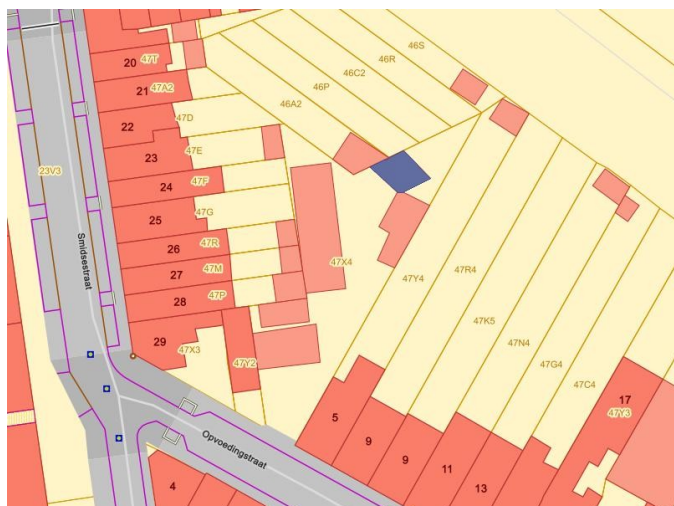 46S
20
47T
46R
46C2
21
47A2
46P
46A2
22
47D
23
47E
23V3
24
47F
25
47G
Smidsestraat
26
47R
27
47M
47X4
47Y4
47R4
28
47P
47K5
29
47X3
47Y2
47N4
47G4
47C4
17
47Y3
5
9
9
11
13
Opvoedingstraat
4